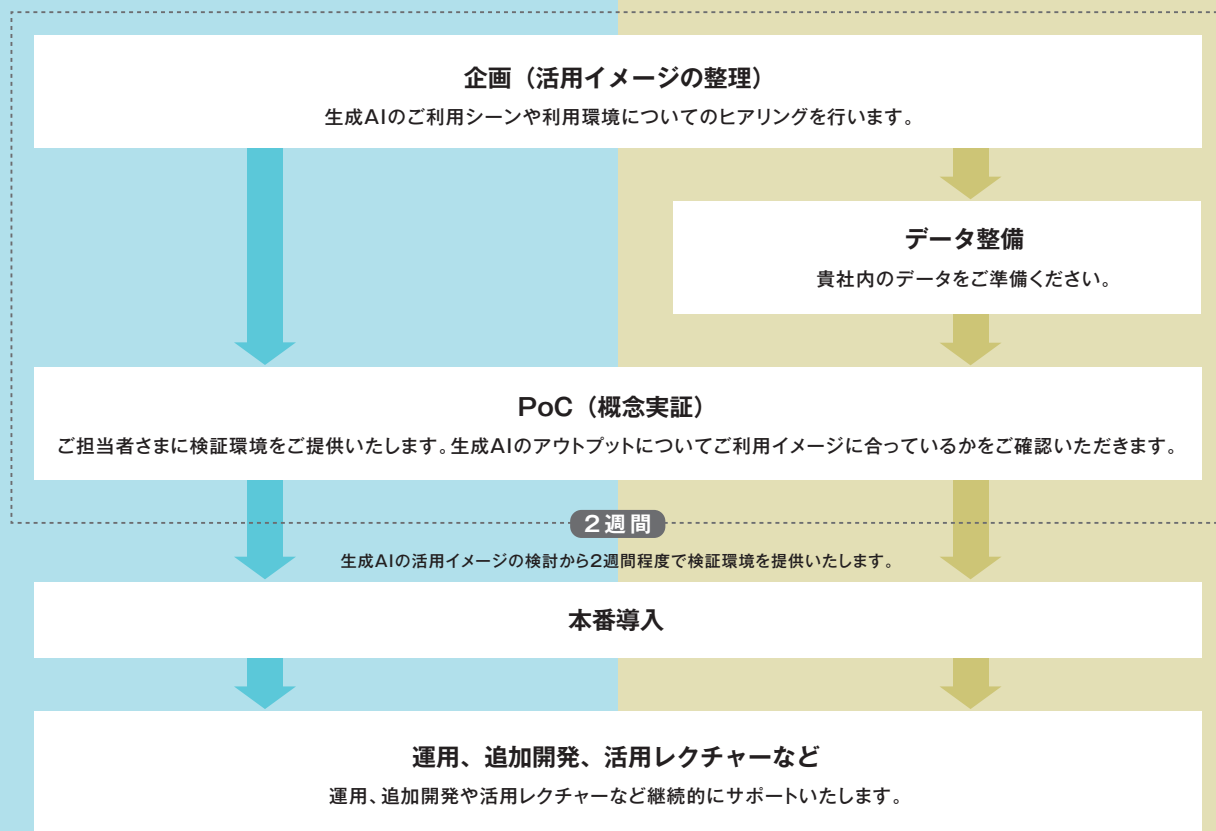 企画（活用イメージの整理）
生成AIのご利用シーンや利用環境についてのヒアリングを行います。
データ整備
貴社内のデータをご準備ください。
PoC（概念実証）
ご担当者さまに検証環境をご提供いたします。生成AIのアウトプットについてご利用イメージに合っているかをご確認いただきます。
2週間
生成AIの活用イメージの検討から2週間程度で検証環境を提供いたします。
本番導入
運用、追加開発、活用レクチャーなど
運用、追加開発や活用レクチャーなど継続的にサポートいたします。